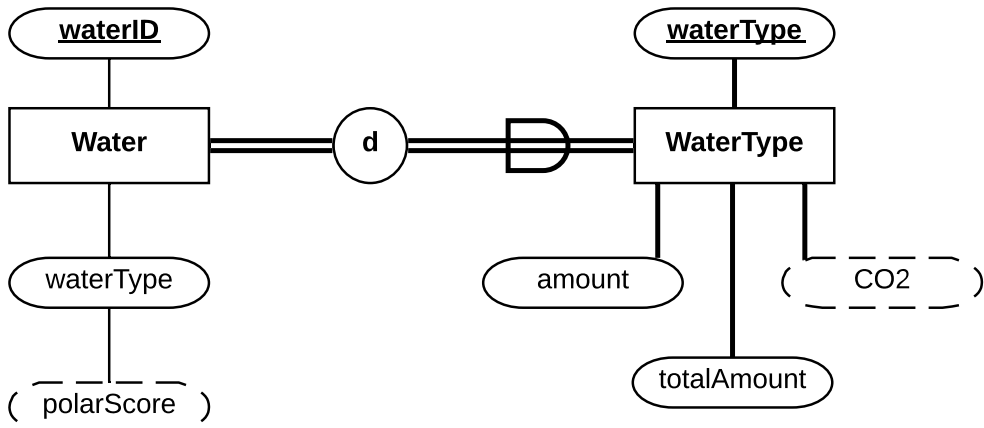 waterID
waterType
Water
d
WaterType
waterType
amount
CO2
totalAmount
polarScore